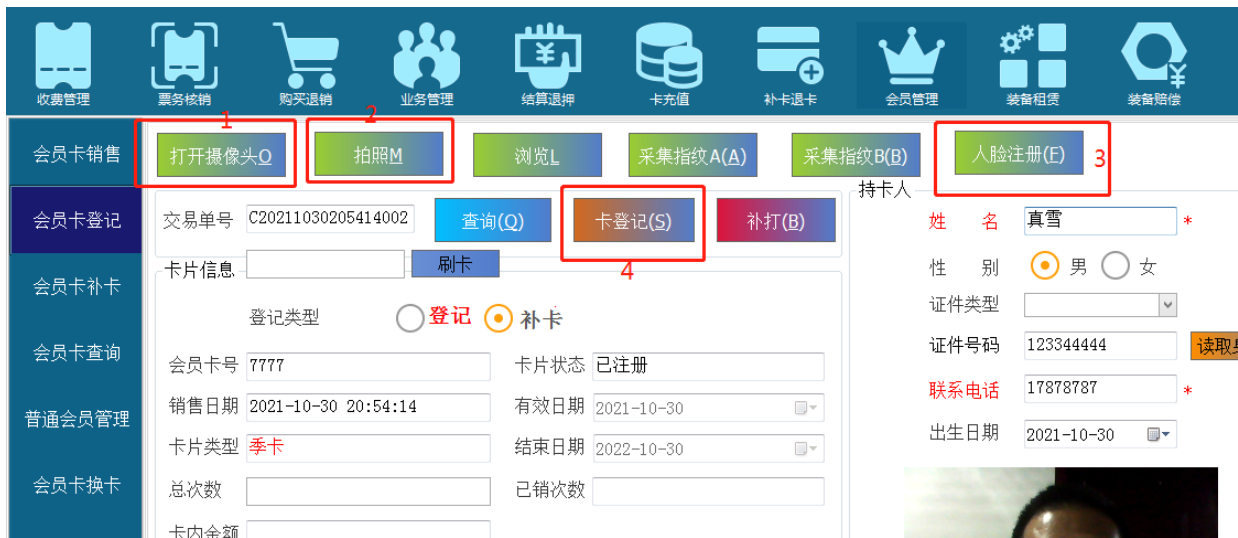 收费管理 票务核销 购买退销 业务管理 结算退押 卡充值 补卡退卡 会员管理 装备租赁 装备赔偿
1 2
会员卡销售 打开摄像头O 拍照M 浏览L 采集指纹A(A) 采集指纹B(B) 人脸注册(F) 3
持卡人
会员卡登记 交易单号 C20211030205414002 查询(Q) 卡登记(S) 补打(B) 姓 名 真雪 *
卡片信息 刷卡 4 性 别 男 女
会员卡补卡 登记类型 登记 补卡 证件类型
会员卡查询 会员卡号 7777 卡片状态 已注册 证件号码 123344444 读取
普通会员管理 销售日期 2021-10-30 20:54:14 有效日期 2021-10-30 联系电话 17878787 *
卡片类型 季卡 结束日期 2022-10-30 出生日期 2021-10-30
会员卡换卡 总次数 已销次数
卡内金额